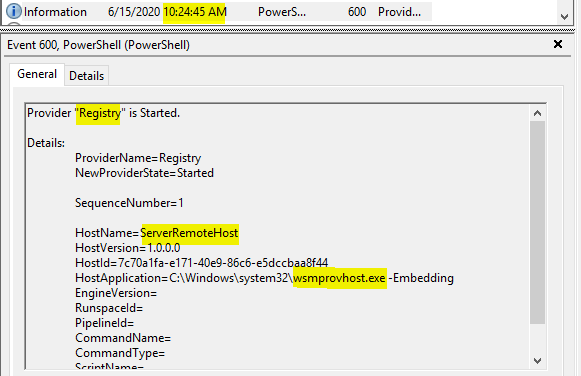 Information 6/15/2020 10:24:45 AM PowerS... 600 Provid...
Event 600, PowerShell (PowerShell)
General Details
Provider "Registry" is Started.
Details:
ProviderName=Registry
NewProviderState=Started
SequenceNumber=1
HostName=ServerRemoteHost
HostVersion=1.0.0.0
HostId=7c70a1fa-e171-40e9-86c6-e5dccbaa8f44
HostApplication=C:\Windows\system32\wsmprovhost.exe -Embedding
EngineVersion=
RunspaceId=
PipelineId=
CommandName=
CommandType=
ScriptName=